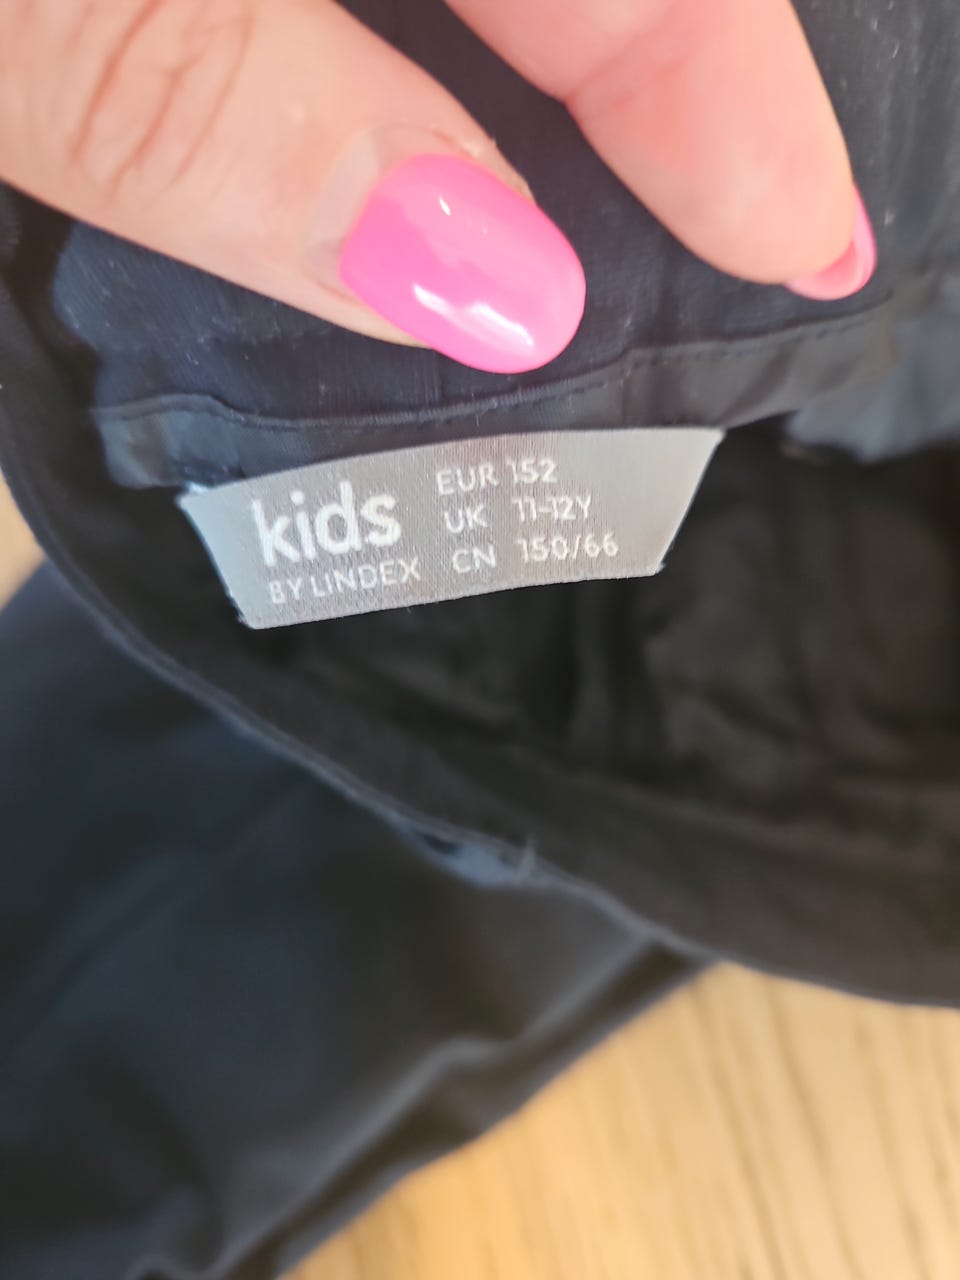 kids
BY LINDEX
EUR 152
UK 11-12Y
CN 150/66